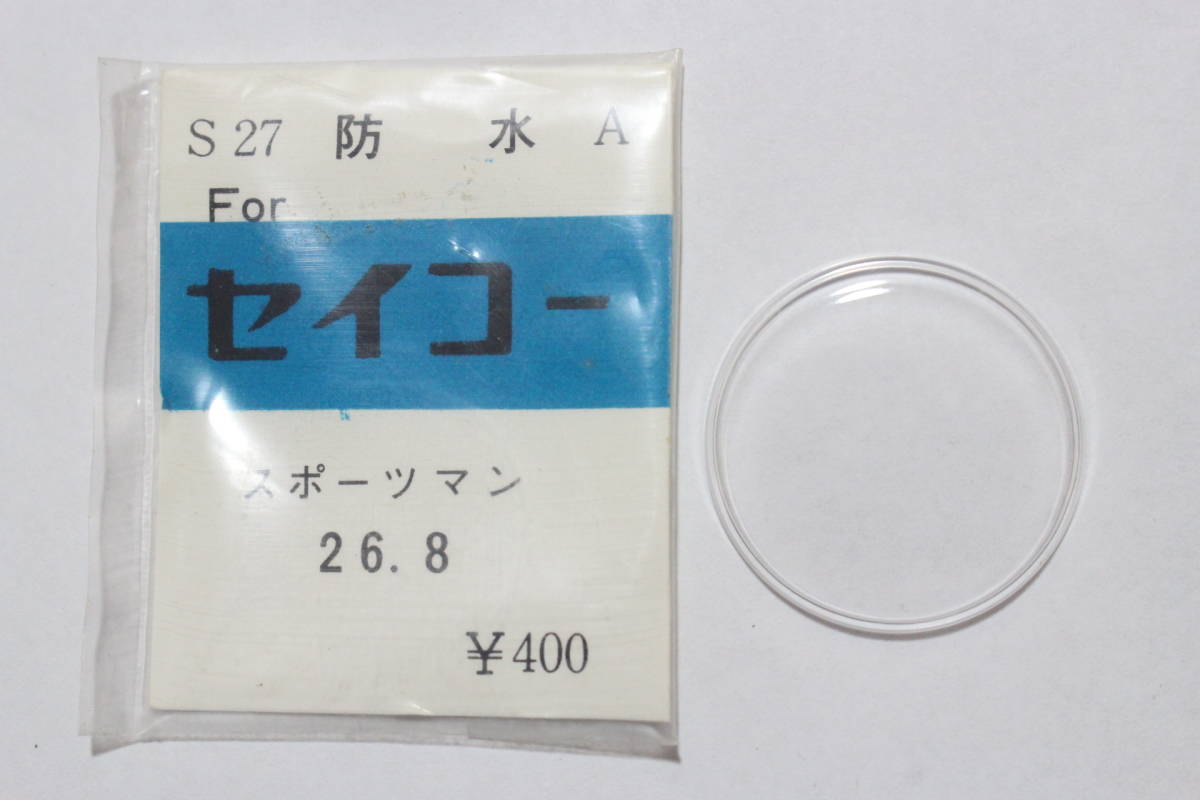 S 27 防 水 A
For
セイコー
スポーツマン
26.8
¥400